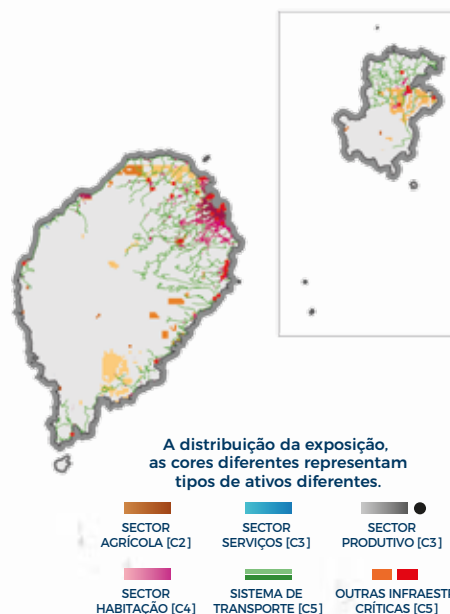 A distribuição da exposição,
as cores diferentes representam
tipos de ativos diferentes.
SECTOR
AGRÍCOLA [C2]
SECTOR
SERVIÇOS [C3]
SECTOR
PRODUTIVO [C3]
SECTOR
HABITAÇÃO [C4]
SISTEMA DE
TRANSPORTE [C5]
OUTRAS INFRAESTI
CRÍTICAS [C5]